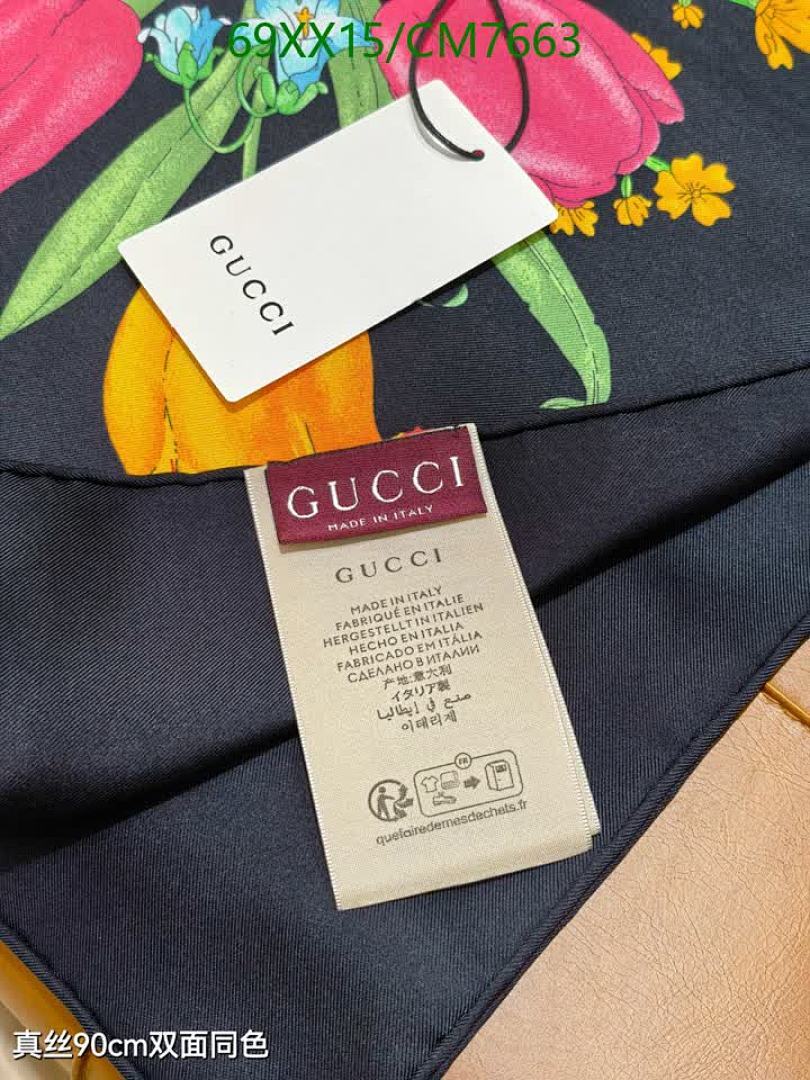 69XX15/CM7663
GUCCI
GUCCI
MADE IN ITALY
GUCCI
MADE IN ITALY
FABRIQUÉ EN ITALIE
HERGESTELLT IN ITALIEN
HECHO EN ITALIA
FABRICADO EM ITÁLIA
СДЕЛАНО В ИТАЛИИ
产地:意大利
イタリア製
صنع في إيطاليا
이태리제
FR
quefairedemesdechets.fr
真丝90cm双面同色